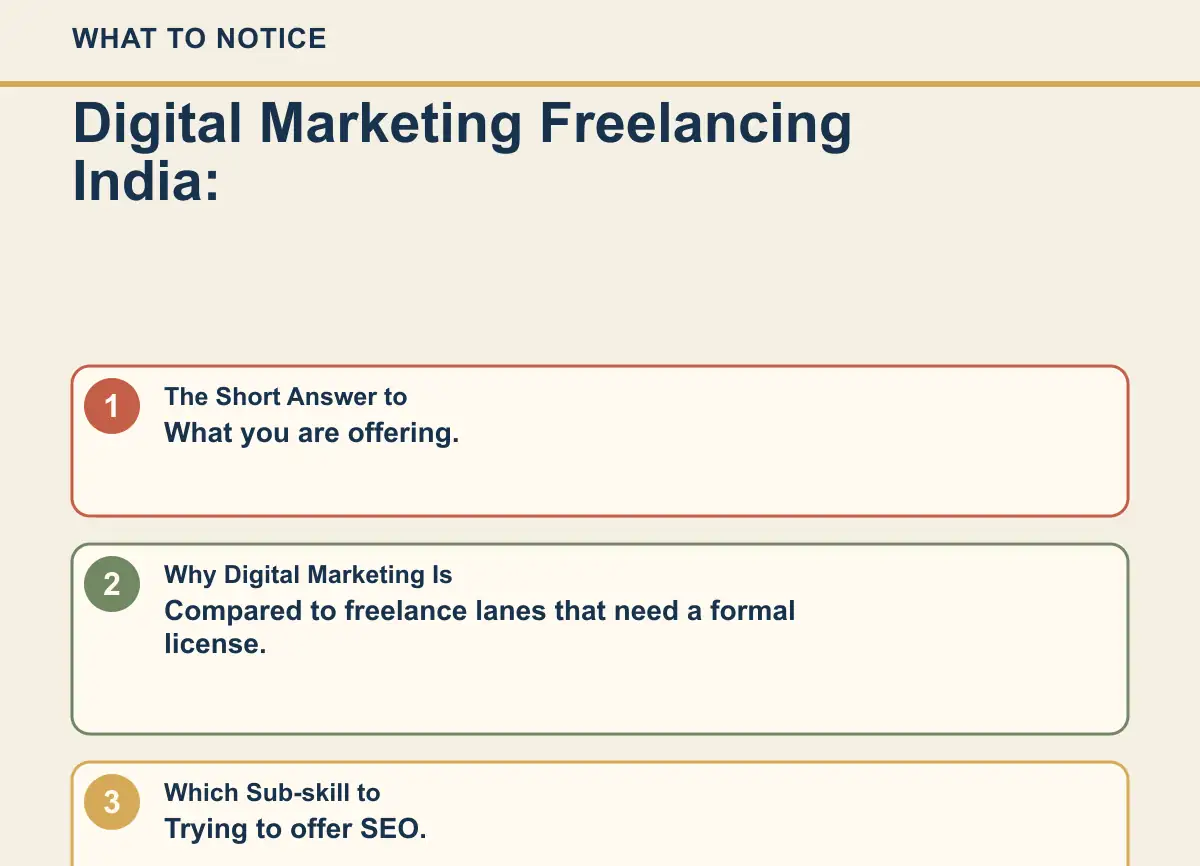 WHAT TO NOTICE
Digital Marketing Freelancing
India:
1
The Short Answer to
What you are offering.
2
Why Digital Marketing Is
Compared to freelance lanes that need a formal
license.
3
Which Sub-skill to
Trying to offer SEO.